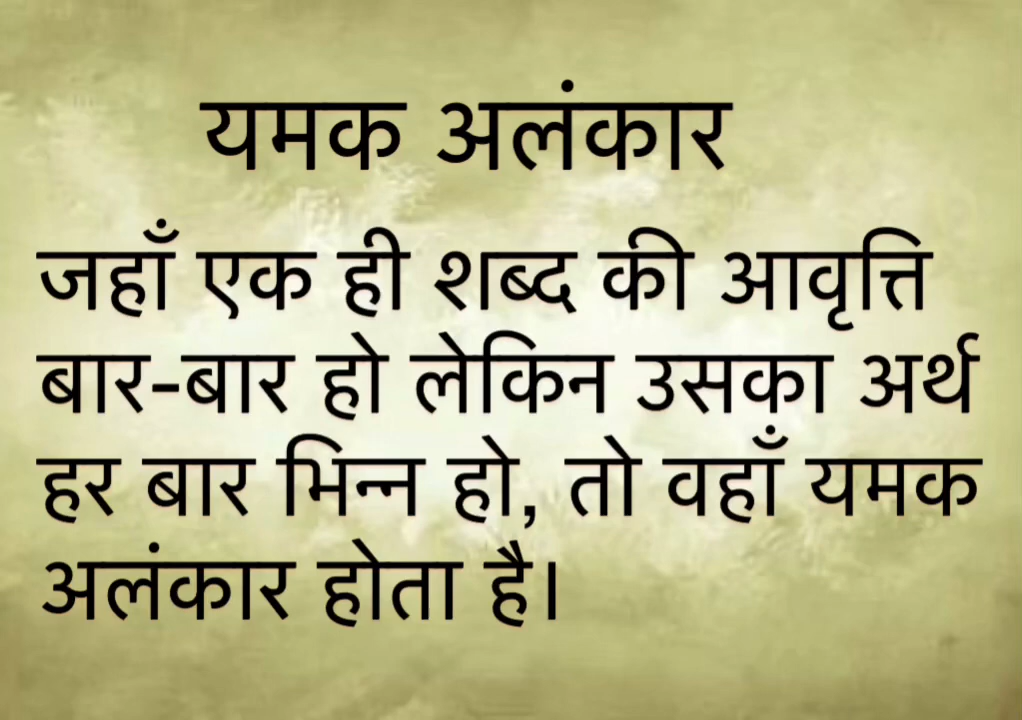 यमक अलंकार
जहाँ एक ही शब्द की आवृत्ति
बार-बार हो लेकिन उसका अर्थ
हर बार भिन्न हो, तो वहाँ यमक
अलंकार होता है।